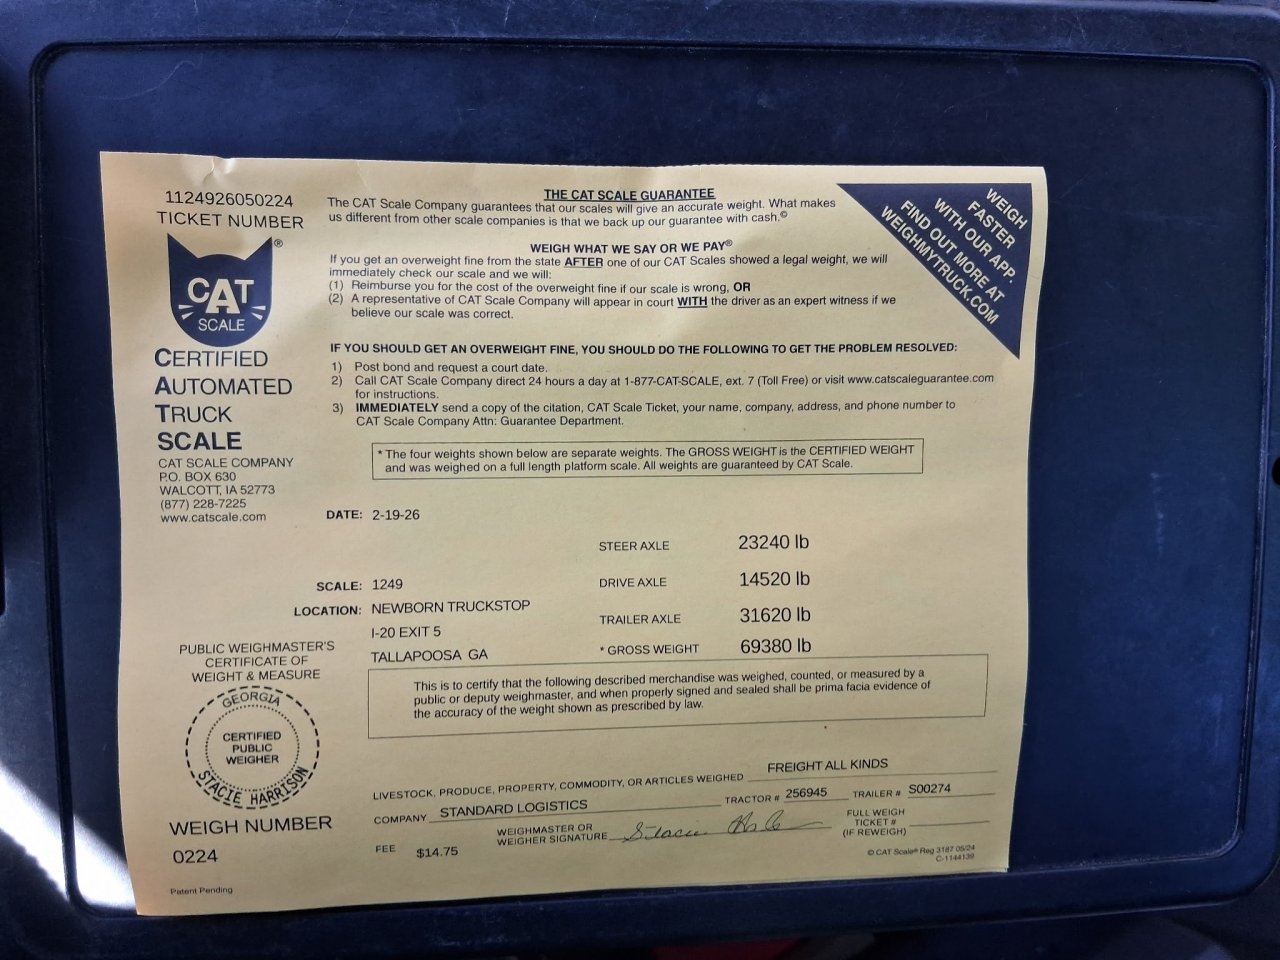 1124926050224
TICKET NUMBER
CAT
SCALE
®
CERTIFIED
AUTOMATED
TRUCK
SCALE
CAT SCALE COMPANY
P.O. BOX 630
WALCOTT, IA 52773
(877) 228-7225
www.catscale.com
THE CAT SCALE GUARANTEE
The CAT Scale Company guarantees that our scales will give an accurate weight. What makes
us different from other scale companies is that we back up our guarantee with cash.©
WEIGH WHAT WE SAY OR WE PAY®
If you get an overweight fine from the state AFTER one of our CAT Scales showed a legal weight, we will
immediately check our scale and we will:
(1) Reimburse you for the cost of the overweight fine if our scale is wrong, OR
(2) A representative of CAT Scale Company will appear in court WITH the driver as an expert witness if we
believe our scale was correct.
WEIGH
FASTER
WITH OUR APP.
FIND OUT MORE AT
WEIGHMYTRUCK.COM
IF YOU SHOULD GET AN OVERWEIGHT FINE, YOU SHOULD DO THE FOLLOWING TO GET THE PROBLEM RESOLVED:
1) Post bond and request a court date.
2) Call CAT Scale Company direct 24 hours a day at 1-877-CAT-SCALE, ext. 7 (Toll Free) or visit www.catscaleguarantee.com
for instructions.
3) IMMEDIATELY send a copy of the citation, CAT Scale Ticket, your name, company, address, and phone number to
CAT Scale Company Attn: Guarantee Department.
* The four weights shown below are separate weights. The GROSS WEIGHT is the CERTIFIED WEIGHT
and was weighed on a full length platform scale. All weights are guaranteed by CAT Scale.
DATE: 2-19-26
STEER AXLE 23240 lb
SCALE: 1249
DRIVE AXLE 14520 lb
LOCATION: NEWBORN TRUCKSTOP
TRAILER AXLE 31620 lb
I-20 EXIT 5
* GROSS WEIGHT 69380 lb
TALLAPOOSA GA
This is to certify that the following described merchandise was weighed, counted, or measured by a
public or deputy weighmaster, and when properly signed and sealed shall be prima facia evidence of
the accuracy of the weight shown as prescribed by law.
PUBLIC WEIGHMASTER'S
CERTIFICATE OF
WEIGHT & MEASURE
GEORGIA
CERTIFIED
PUBLIC
WEIGHER
STACIE HARRISON
LIVESTOCK, PRODUCE, PROPERTY, COMMODITY, OR ARTICLES WEIGHED FREIGHT ALL KINDS
COMPANY STANDARD LOGISTICS TRACTOR # 256945 TRAILER # S00274
WEIGHMASTER OR
WEIGHER SIGNATURE
FULL WEIGH
TICKET #
(IF REWEIGH)
WEIGH NUMBER
0224
FEE $14.75
© CAT Scale® Reg 3187 05/24
C-1144139
Patent Pending